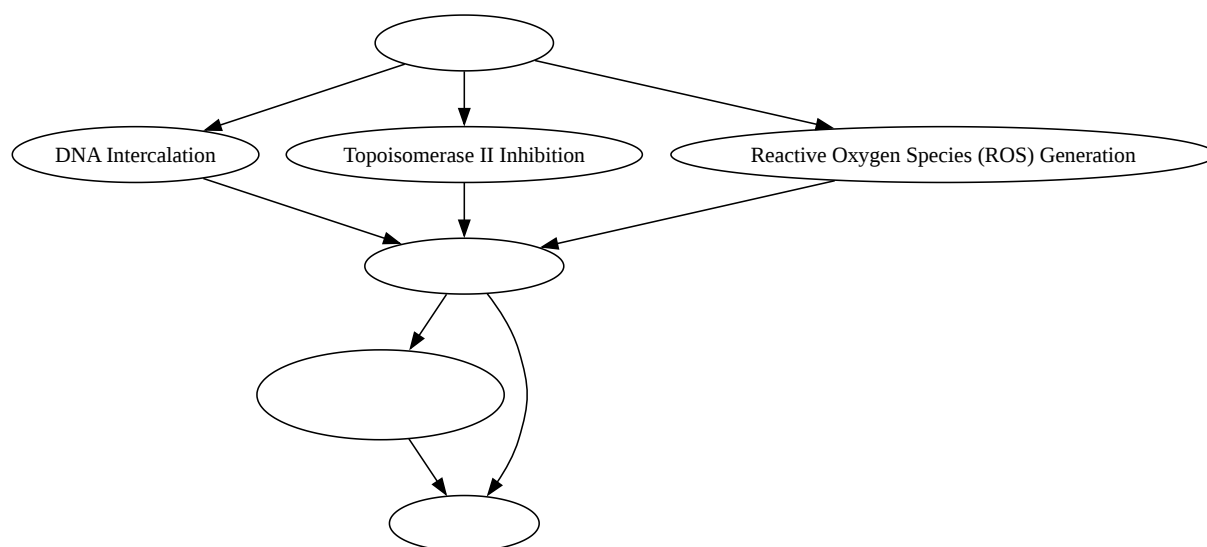 DNA Intercalation
Topoisomerase II Inhibition
Reactive Oxygen Species (ROS) Generation